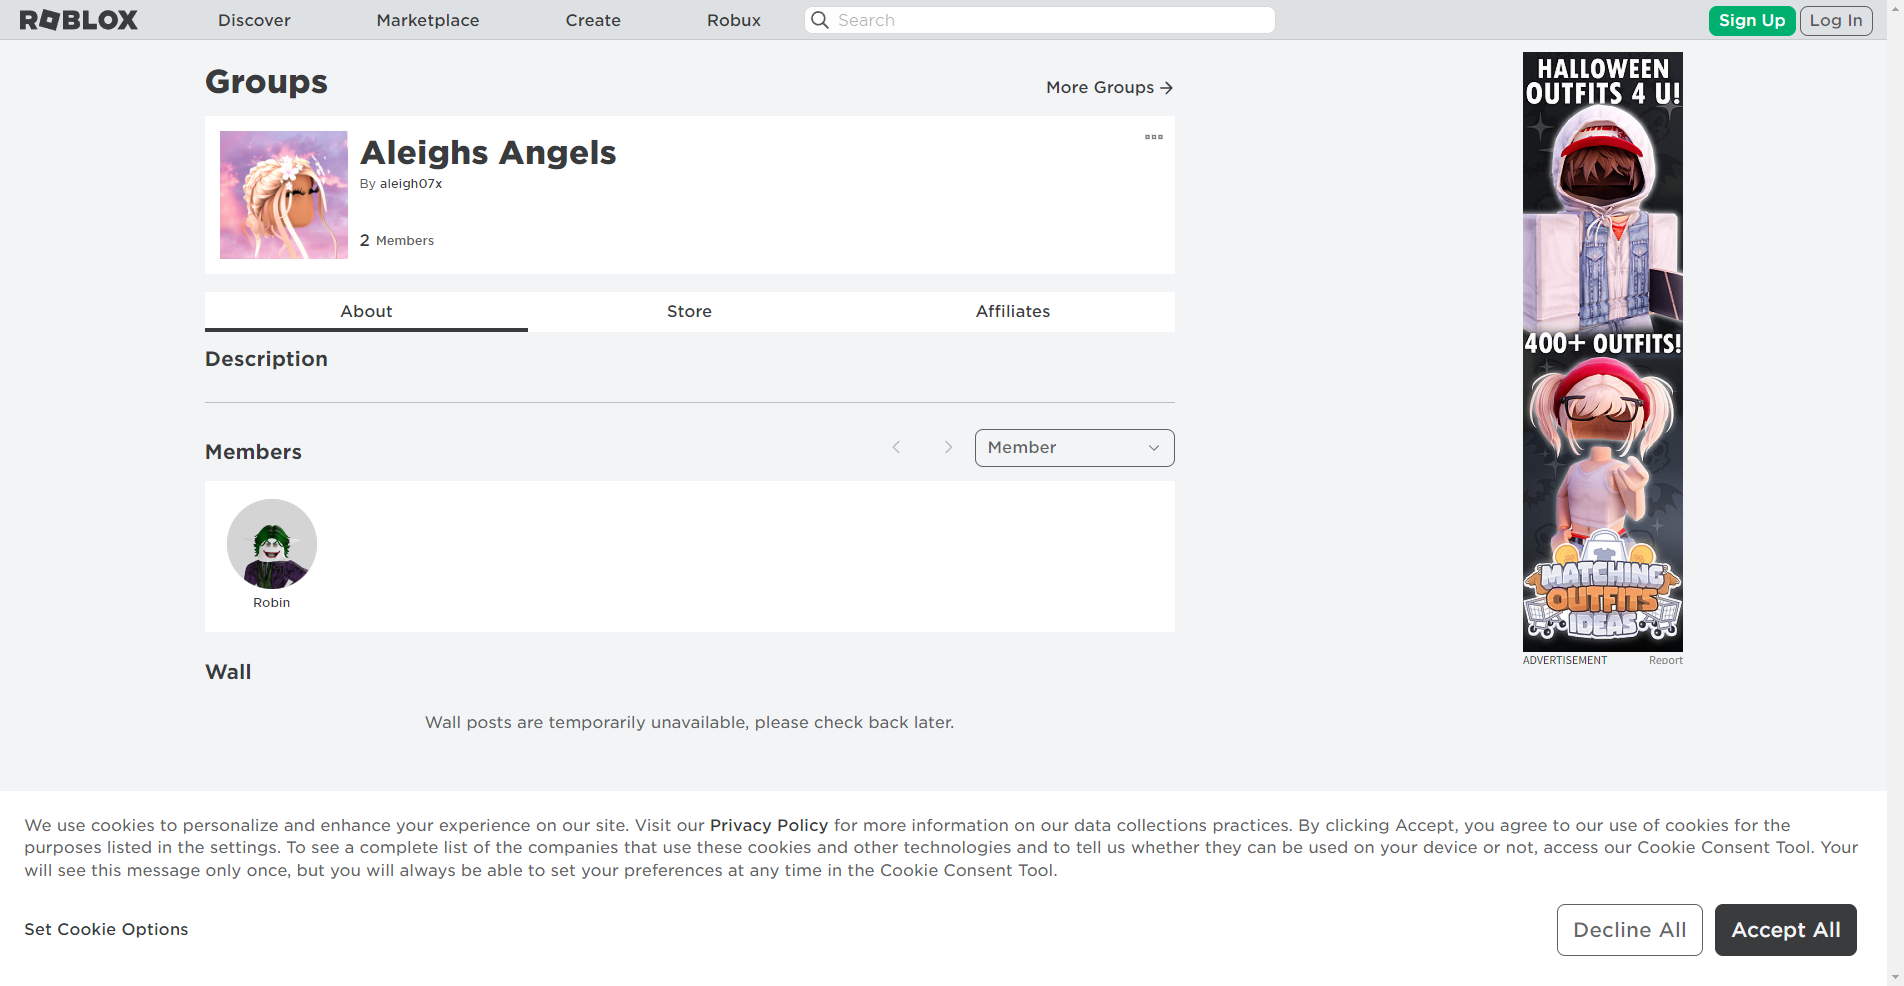 ROBLOX
Discover
Marketplace
Create
Robux
Search
Sign Up
Log In
Groups
More Groups
Aleighs Angels
By aleigh07x
2 Members
About
Store
Affiliates
Description
Members
Member
Robin
Wall
Wall posts are temporarily unavailable, please check back later.
HALLOWEEN
OUTFITS 4 U!
400+ OUTFITS!
MATCHING
OUTFITS
IDEAS
ADVERTISEMENT
Report
We use cookies to personalize and enhance your experience on our site. Visit our Privacy Policy for more information on our data collections practices. By clicking Accept, you agree to our use of cookies for the
purposes listed in the settings. To see a complete list of the companies that use these cookies and other technologies and to tell us whether they can be used on your device or not, access our Cookie Consent Tool. Your
will see this message only once, but you will always be able to set your preferences at any time in the Cookie Consent Tool.
Set Cookie Options
Decline All
Accept All